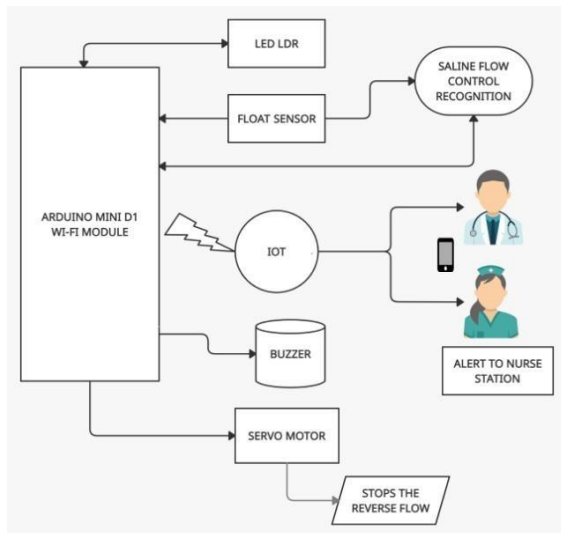 LED LDR
SALINE FLOW
CONTROL
RECOGNITION
FLOAT SENSOR
ARDUINO MINI D1
WI-FI MODULE
IOT
BUZZER
ALERT TO NURSE
STATION
SERVO MOTOR
STOPS THE
REVERSE FLOW